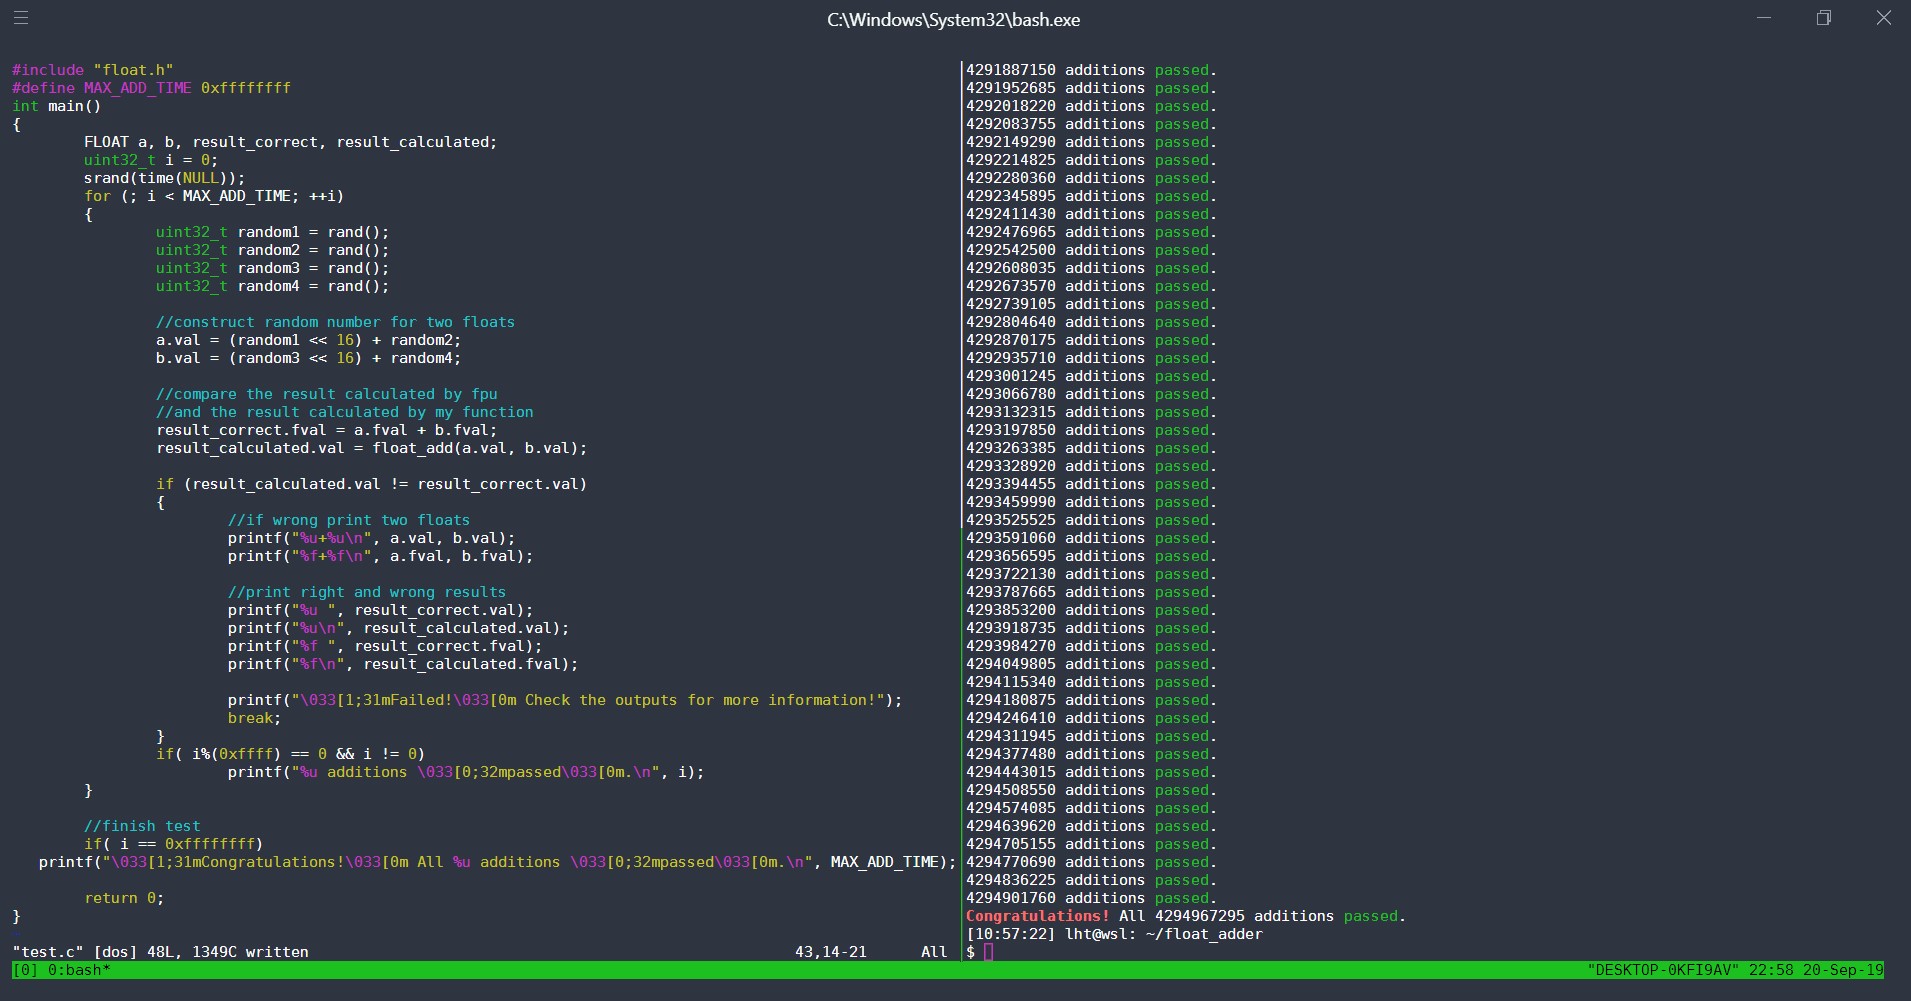 C:\Windows\System32\bash.exe
#include "float.h"
#define MAX_ADD_TIME 0xffffffff
int main()
{
FLOAT a, b, result_correct, result_calculated;
uint32_t i = 0;
srand(time(NULL));
for (; i < MAX_ADD_TIME; ++i)
{
uint32_t random1 = rand();
uint32_t random2 = rand();
uint32_t random3 = rand();
uint32_t random4 = rand();
//construct random number for two floats
a.val = (random1 << 16) + random2;
b.val = (random3 << 16) + random4;
//compare the result calculated by fpu
//and the result calculated by my function
result_correct.fval = a.fval + b.fval;
result_calculated.val = float_add(a.val, b.val);
if (result_calculated.val != result_correct.val)
{
//if wrong print two floats
printf("%u+%u\n", a.val, b.val);
printf("%f+%f\n", a.fval, b.fval);
//print right and wrong results
printf("%u ", result_correct.val);
printf("%u\n", result_calculated.val);
printf("%f ", result_correct.fval);
printf("%f\n", result_calculated.fval);
printf("\033[1;31mFailed!\033[0m Check the outputs for more information!");
break;
}
if( i%(0xffff) == 0 && i != 0)
printf("%u additions \033[0;32mpassed\033[0m.\n", i);
}
//finish test
if( i == 0xffffffff)
printf("\033[1;31mCongratulations!\033[0m All %u additions \033[0;32mpassed\033[0m.\n", MAX_ADD_TIME);
return 0;
}
~
"test.c" [dos] 48L, 1349C written 43,14-21 All
4291887150 additions passed.
4291952685 additions passed.
4292018220 additions passed.
4292083755 additions passed.
4292149290 additions passed.
4292214825 additions passed.
4292280360 additions passed.
4292345895 additions passed.
4292411430 additions passed.
4292476965 additions passed.
4292542500 additions passed.
4292608035 additions passed.
4292673570 additions passed.
4292739105 additions passed.
4292804640 additions passed.
4292870175 additions passed.
4292935710 additions passed.
4293001245 additions passed.
4293066780 additions passed.
4293132315 additions passed.
4293197850 additions passed.
4293263385 additions passed.
4293328920 additions passed.
4293394455 additions passed.
4293459990 additions passed.
4293525525 additions passed.
4293591060 additions passed.
4293656595 additions passed.
4293722130 additions passed.
4293787665 additions passed.
4293853200 additions passed.
4293918735 additions passed.
4293984270 additions passed.
4294049805 additions passed.
4294115340 additions passed.
4294180875 additions passed.
4294246410 additions passed.
4294311945 additions passed.
4294377480 additions passed.
4294443015 additions passed.
4294508550 additions passed.
4294574085 additions passed.
4294639620 additions passed.
4294705155 additions passed.
4294770690 additions passed.
4294836225 additions passed.
4294901760 additions passed.
Congratulations! All 4294967295 additions passed.
[10:57:22] lht@wsl: ~/float_adder
$
[0] 0:bash* "DESKTOP-0KFI9AV" 22:58 20-Sep-19